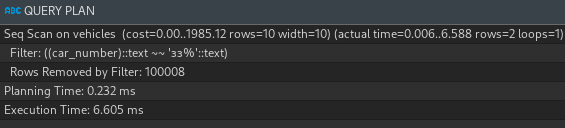 ABC QUERY PLAN
Seq Scan on vehicles (cost=0.00..1985.12 rows=10 width=10) (actual time=0.006..6.588 rows=2 loops=1)
Filter: ((car_number)::text ~~ 'зз%'::text)
Rows Removed by Filter: 100008
Planning Time: 0.232 ms
Execution Time: 6.605 ms